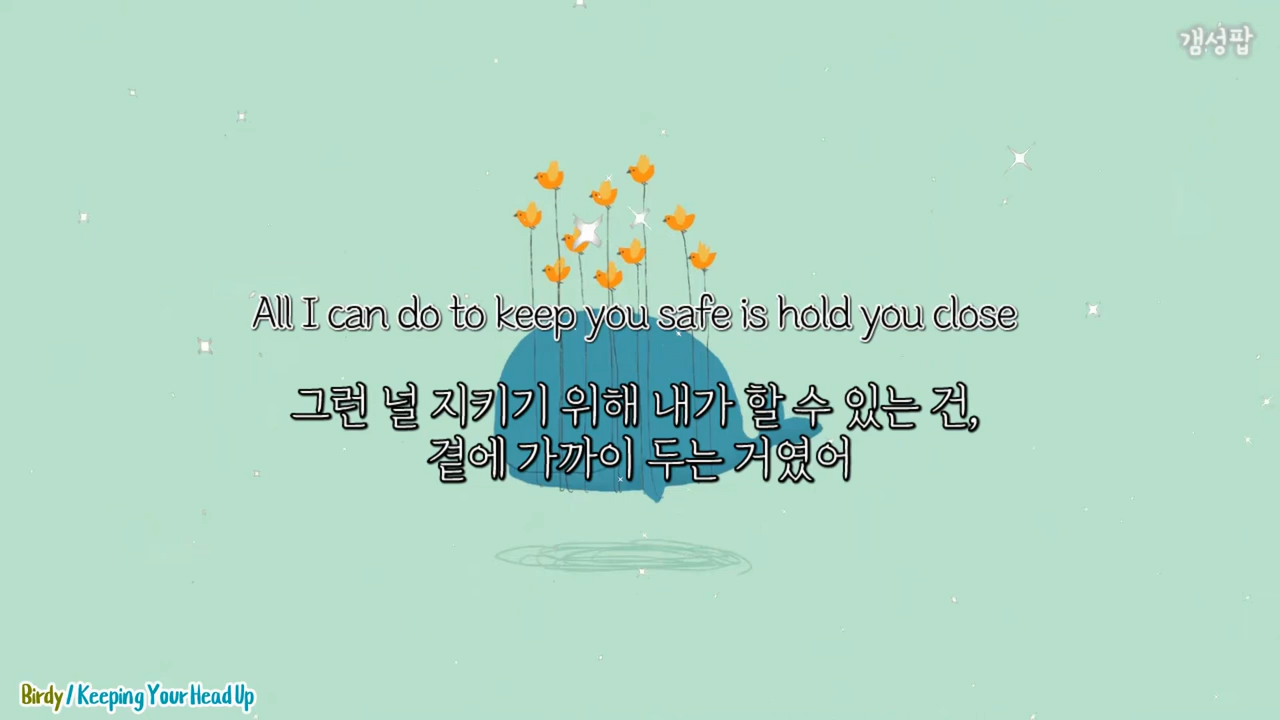 갬성팝
All I can do to keep you safe is hold you close
그런 널 지키기 위해 내가 할 수 있는 건,
곁에 가까이 두는 거였어
Birdy / Keeping Your Head Up